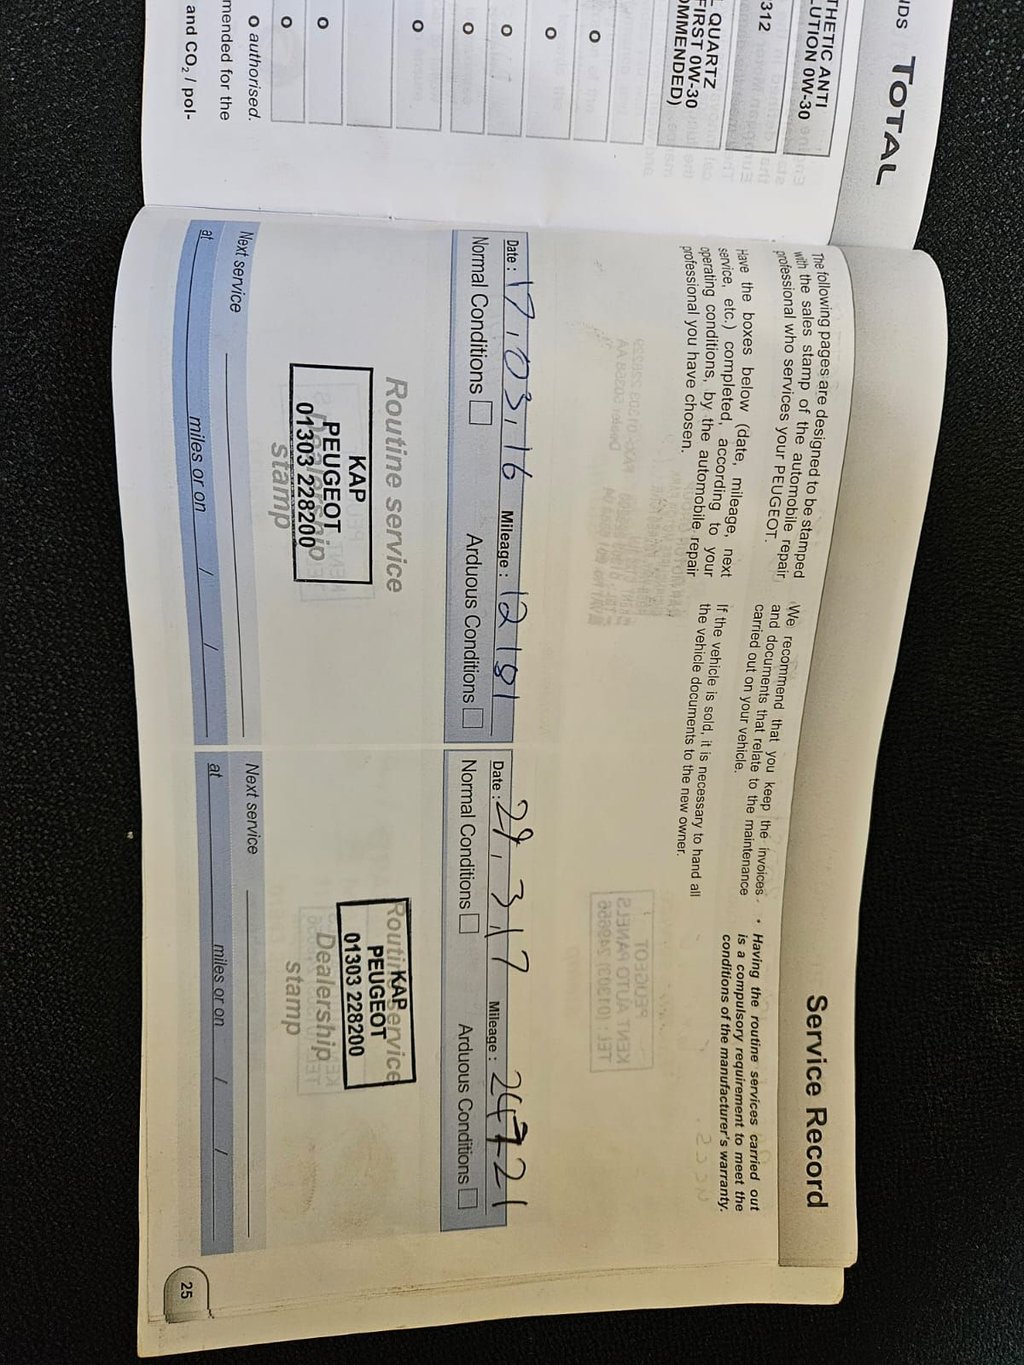 NDS TOTAL
THETIC ANTI
LUTION 0W-30
312
QUARTZ
FIRST 0W-30
OMMENDED)
o
o
o
o
o
o
o
o authorised.
mended for the
and CO2 / pol-
Service Record
The following pages are designed to be stamped
with the sales stamp of the automobile repair
professional who services your PEUGEOT.
Have the boxes below (date, mileage, next
service, etc.) completed, according to your
operating conditions, by the automobile repair
professional you have chosen.
We recommend that you keep the invoices
and documents that relate to the maintenance
carried out on your vehicle.
If the vehicle is sold, it is necessary to hand all
the vehicle documents to the new owner.
• Having the routine services carried out
is a compulsory requirement to meet the
conditions of the manufacturer's warranty.
Date : 17.03.16 Mileage : 12181
Normal Conditions Arduous Conditions
Routine service
KAP
PEUGEOT
01303 228200
Dealership
stamp
Next service
at miles or on / /
Date : 29.3.17 Mileage :
Normal Conditions Arduous Conditions
Routine service
KAP
PEUGEOT
01303 228200
Dealership
stamp
Next service
at miles or on / /
25